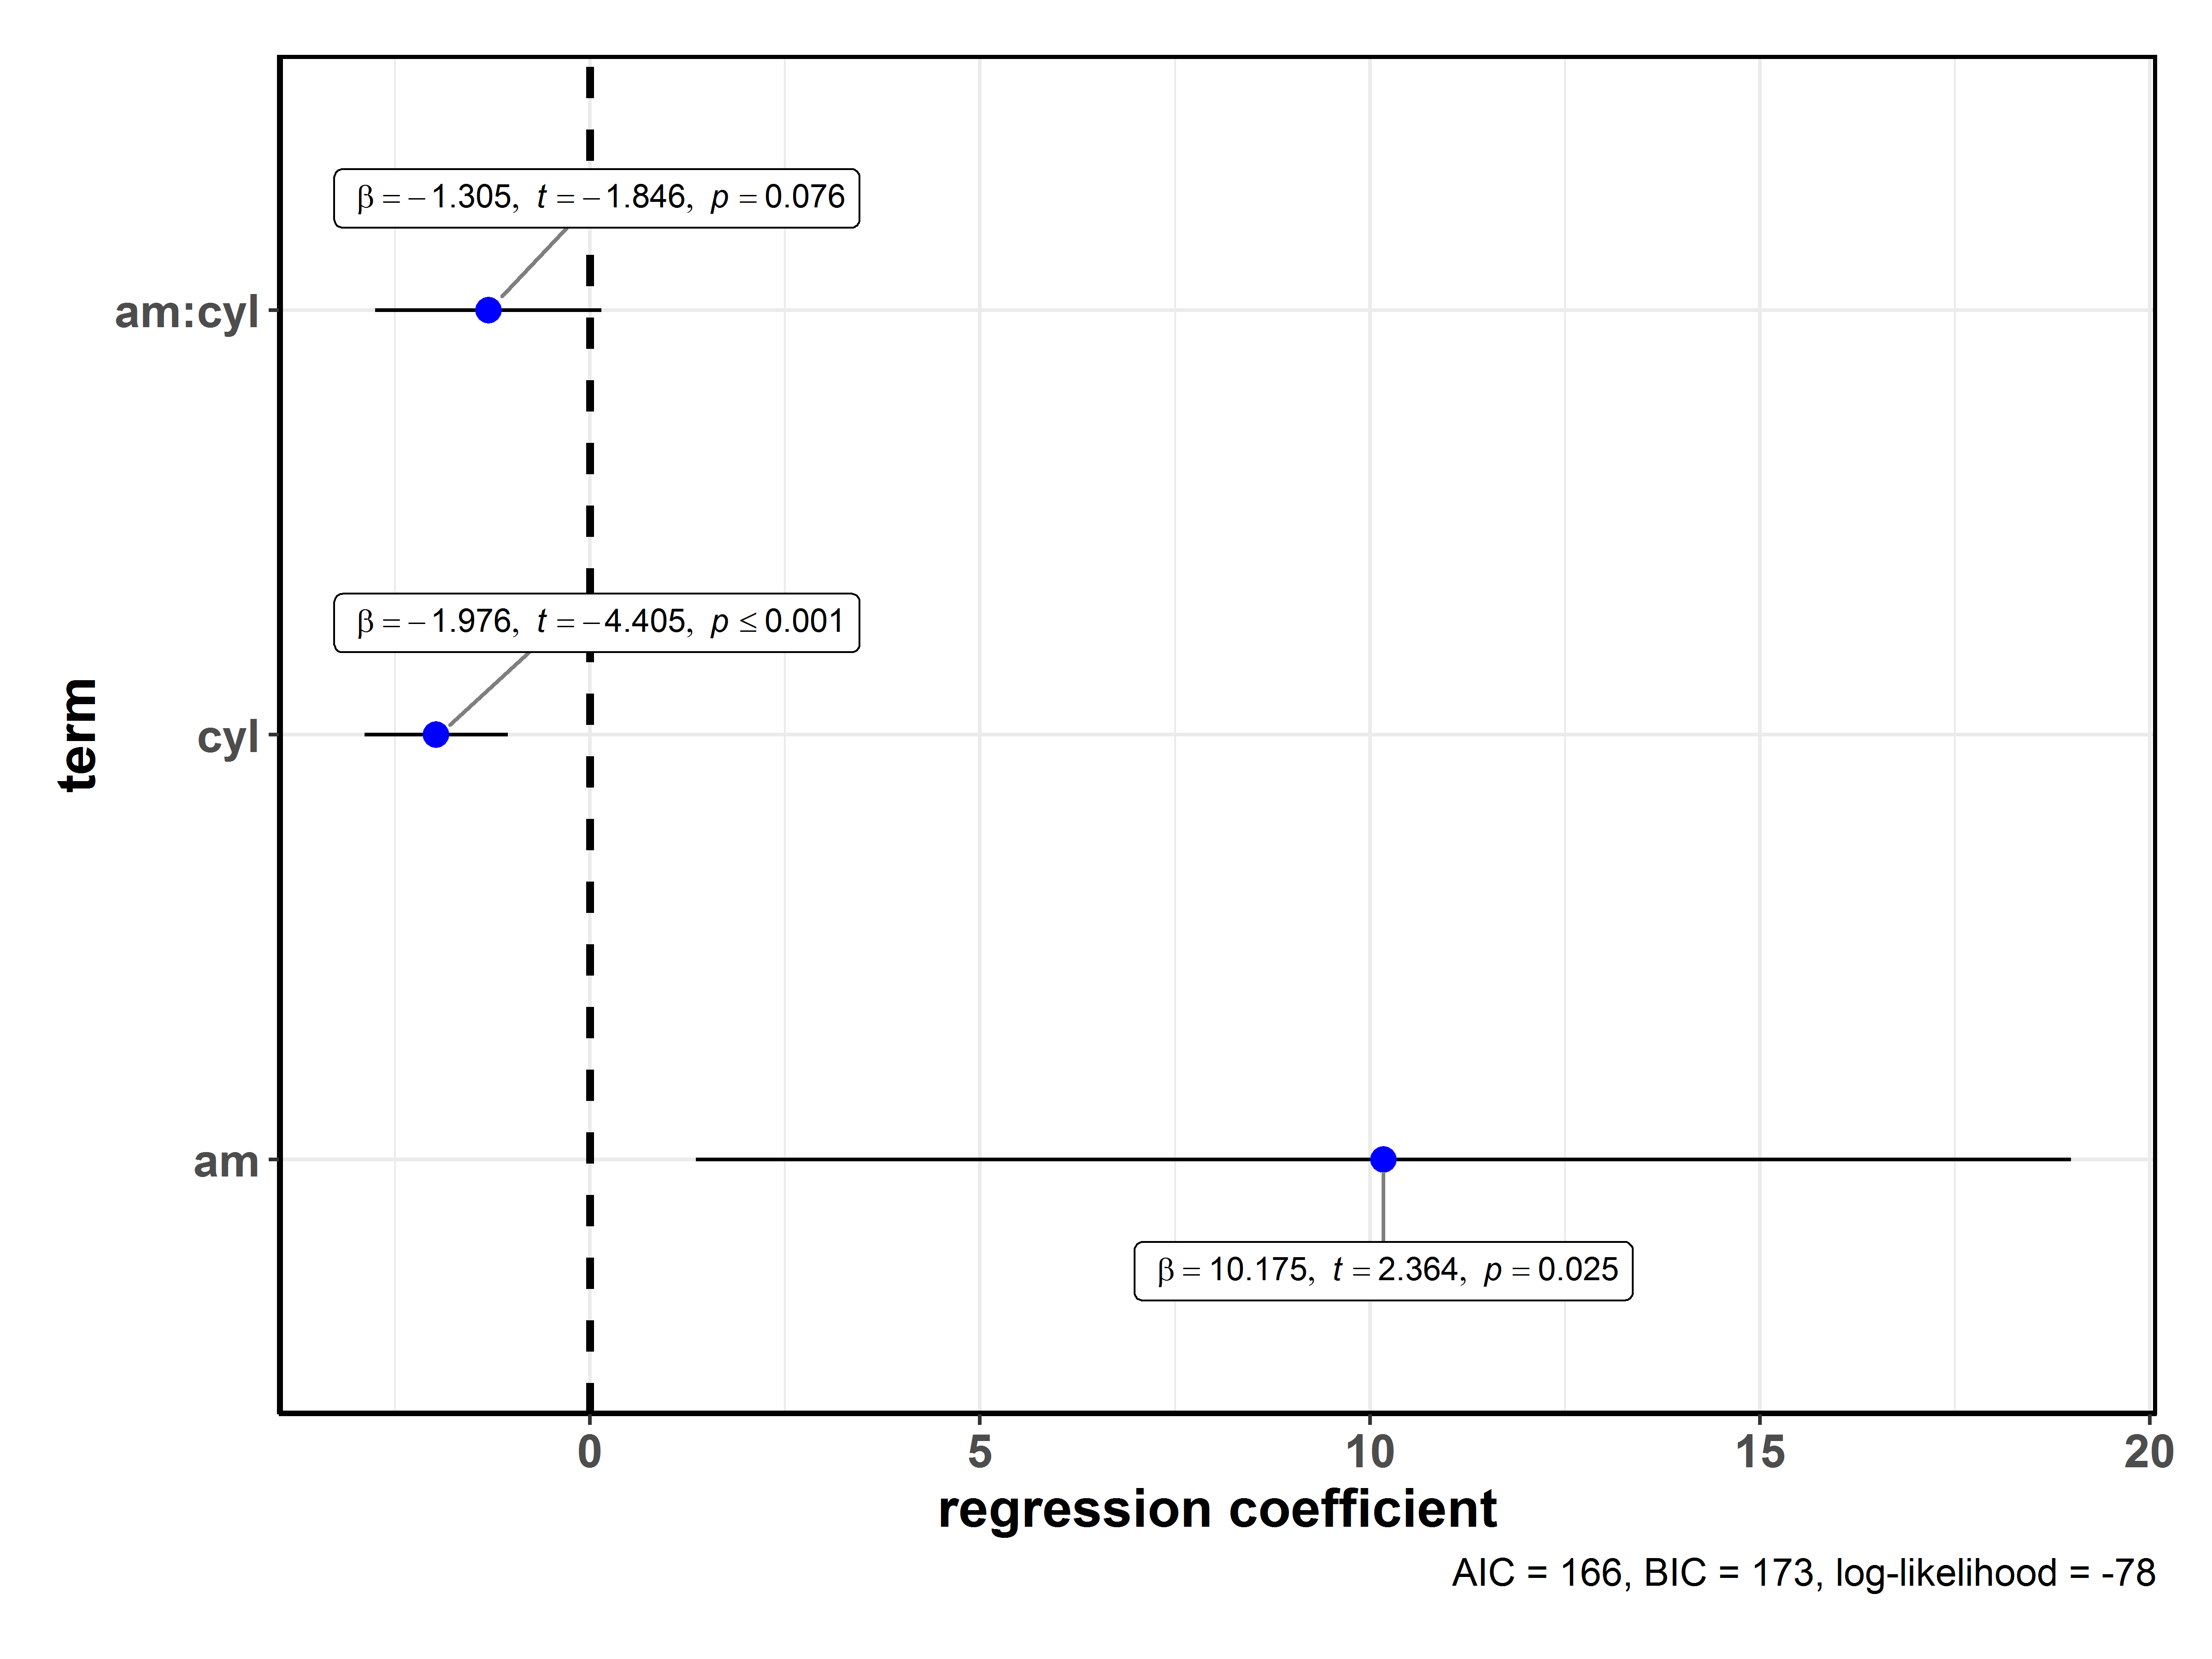 β = −1.305, t = −1.846, p = 0.076
am:cyl
β = −1.976, t = −4.405, p ≤ 0.001
term
cyl
am
β = 10.175, t = 2.364, p = 0.025
0 5 10 15 20
regression coefficient
AIC = 166, BIC = 173, log-likelihood = -78